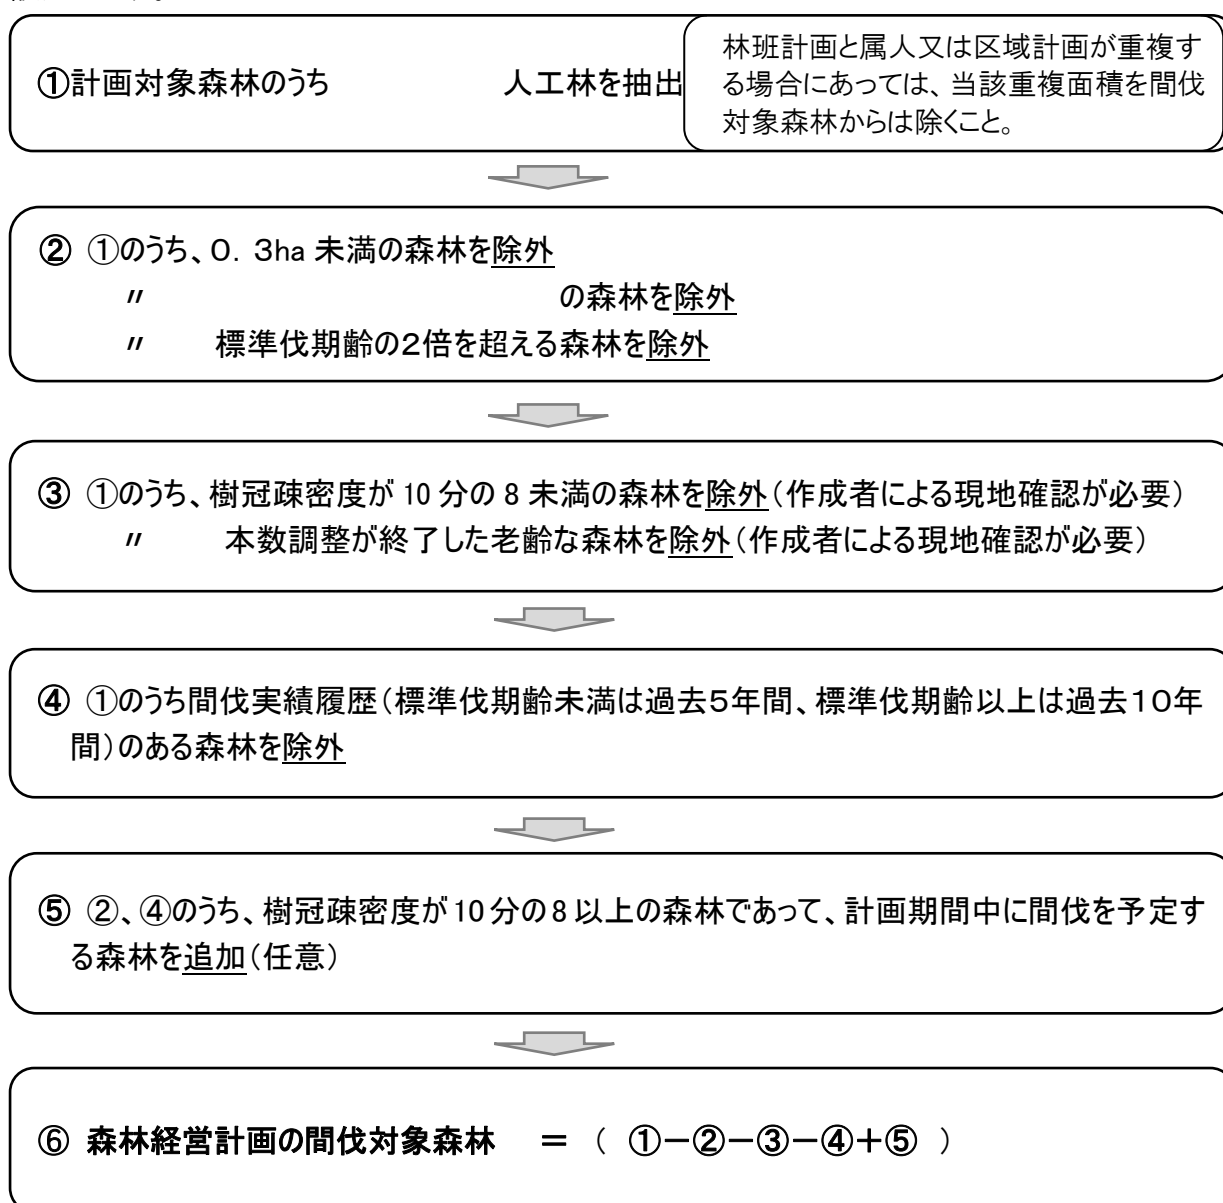 ①計画対象森林のうち 人工林を抽出
林班計画と属人又は区域計画が重複す
る場合にあっては、当該重複面積を間伐
対象森林からは除くこと。
② ①のうち、0．3ha 未満の森林を除外
〃 の森林を除外
〃 標準伐期齢の2倍を超える森林を除外
③ ①のうち、樹冠疎密度が 10 分の 8 未満の森林を除外（作成者による現地確認が必要）
〃 本数調整が終了した老齢な森林を除外（作成者による現地確認が必要）
④ ①のうち間伐実績履歴（標準伐期齢未満は過去5年間、標準伐期齢以上は過去10年
間）のある森林を除外
⑤ ②、④のうち、樹冠疎密度が 10 分の 8 以上の森林であって、計画期間中に間伐を予定す
る森林を追加（任意）
⑥ 森林経営計画の間伐対象森林 ＝ （ ①－②－③－④＋⑤ ）